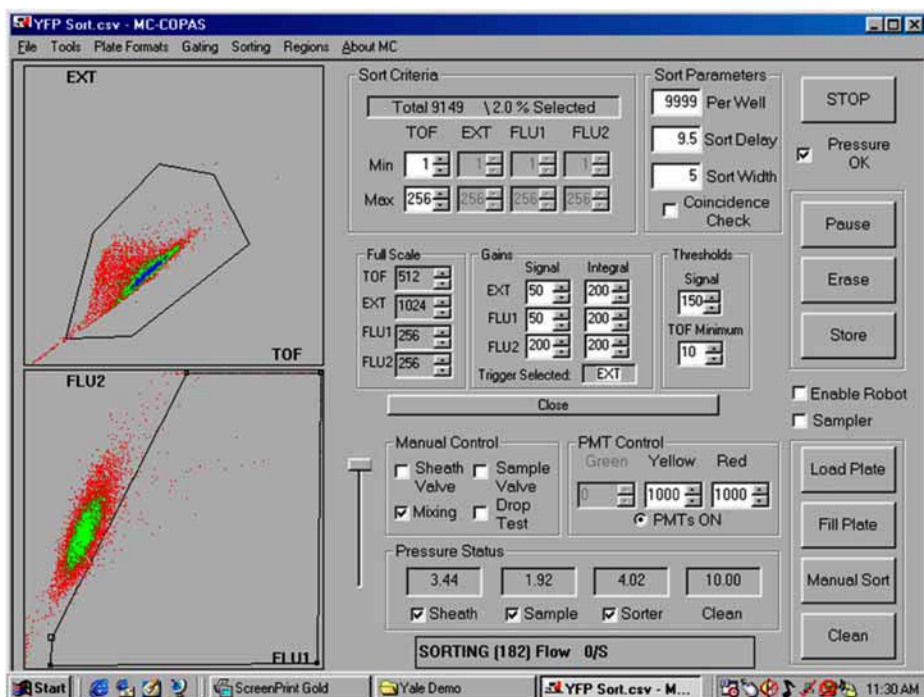 YFP Sort.csv - MC-COPAS
File Tools Plate Formats Gating Sorting Regions About MC
EXT
TOF
FLU2
FLU1
Sort Criteria
Total 9149 \2.0 % Selected
TOF EXT FLU1 FLU2
Min 1 1 1 1
Max 256 256 256 256
Sort Parameters
9999 Per Well
9.5 Sort Delay
5 Sort Width
Coincidence
Check
STOP
Pressure
OK
Full Scale
TOF 512
EXT 1024
FLU1 256
FLU2 256
Gains
Signal Integral
EXT 50 200
FLU1 50 200
FLU2 200 200
Trigger Selected: EXT
Thresholds
Signal
150
TOF Minimum
10
Pause
Erase
Store
Close
Enable Robot
Sampler
Manual Control
Sheath Valve
Sample Valve
Mixing
Drop Test
PMT Control
Green Yellow Red
0 1000 1000
PMTs ON
Load Plate
Fill Plate
Manual Sort
Clean
Pressure Status
3.44 1.92 4.02 10.00
Sheath Sample Sorter Clean
SORTING (182) Flow 0/S
Start ScreenPrint Gold Yale Demo YFP Sort.csv - M... 11:30 AM